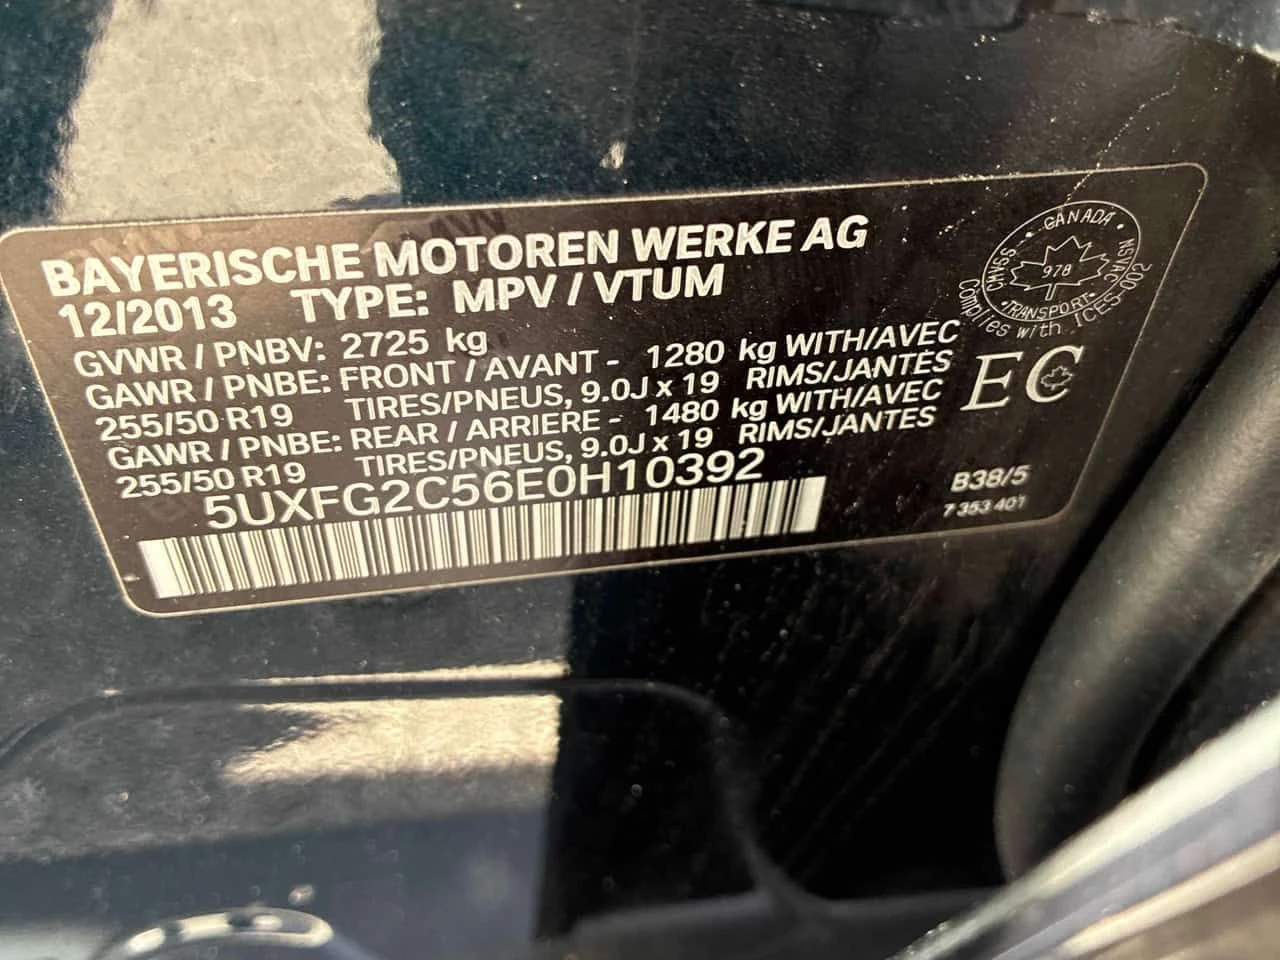 BAYERISCHE MOTOREN WERKE AG
12/2013 TYPE: MPV / VTUM
GVWR / PNBV: 2725 kg
GAWR / PNBE: FRONT / AVANT - 1280 kg WITH/AVEC
255/50 R19 TIRES/PNEUS, 9.0J x 19 RIMS/JANTES
GAWR / PNBE: REAR / ARRIERE - 1480 kg WITH/AVEC
255/50 R19 TIRES/PNEUS, 9.0J x 19 RIMS/JANTES
5UXFG2C56E0H10392
CANADA
CMVSS
NSVAC
978
TRANSPORT
Complies with ICES-002
EC
B38/5
7 353 401